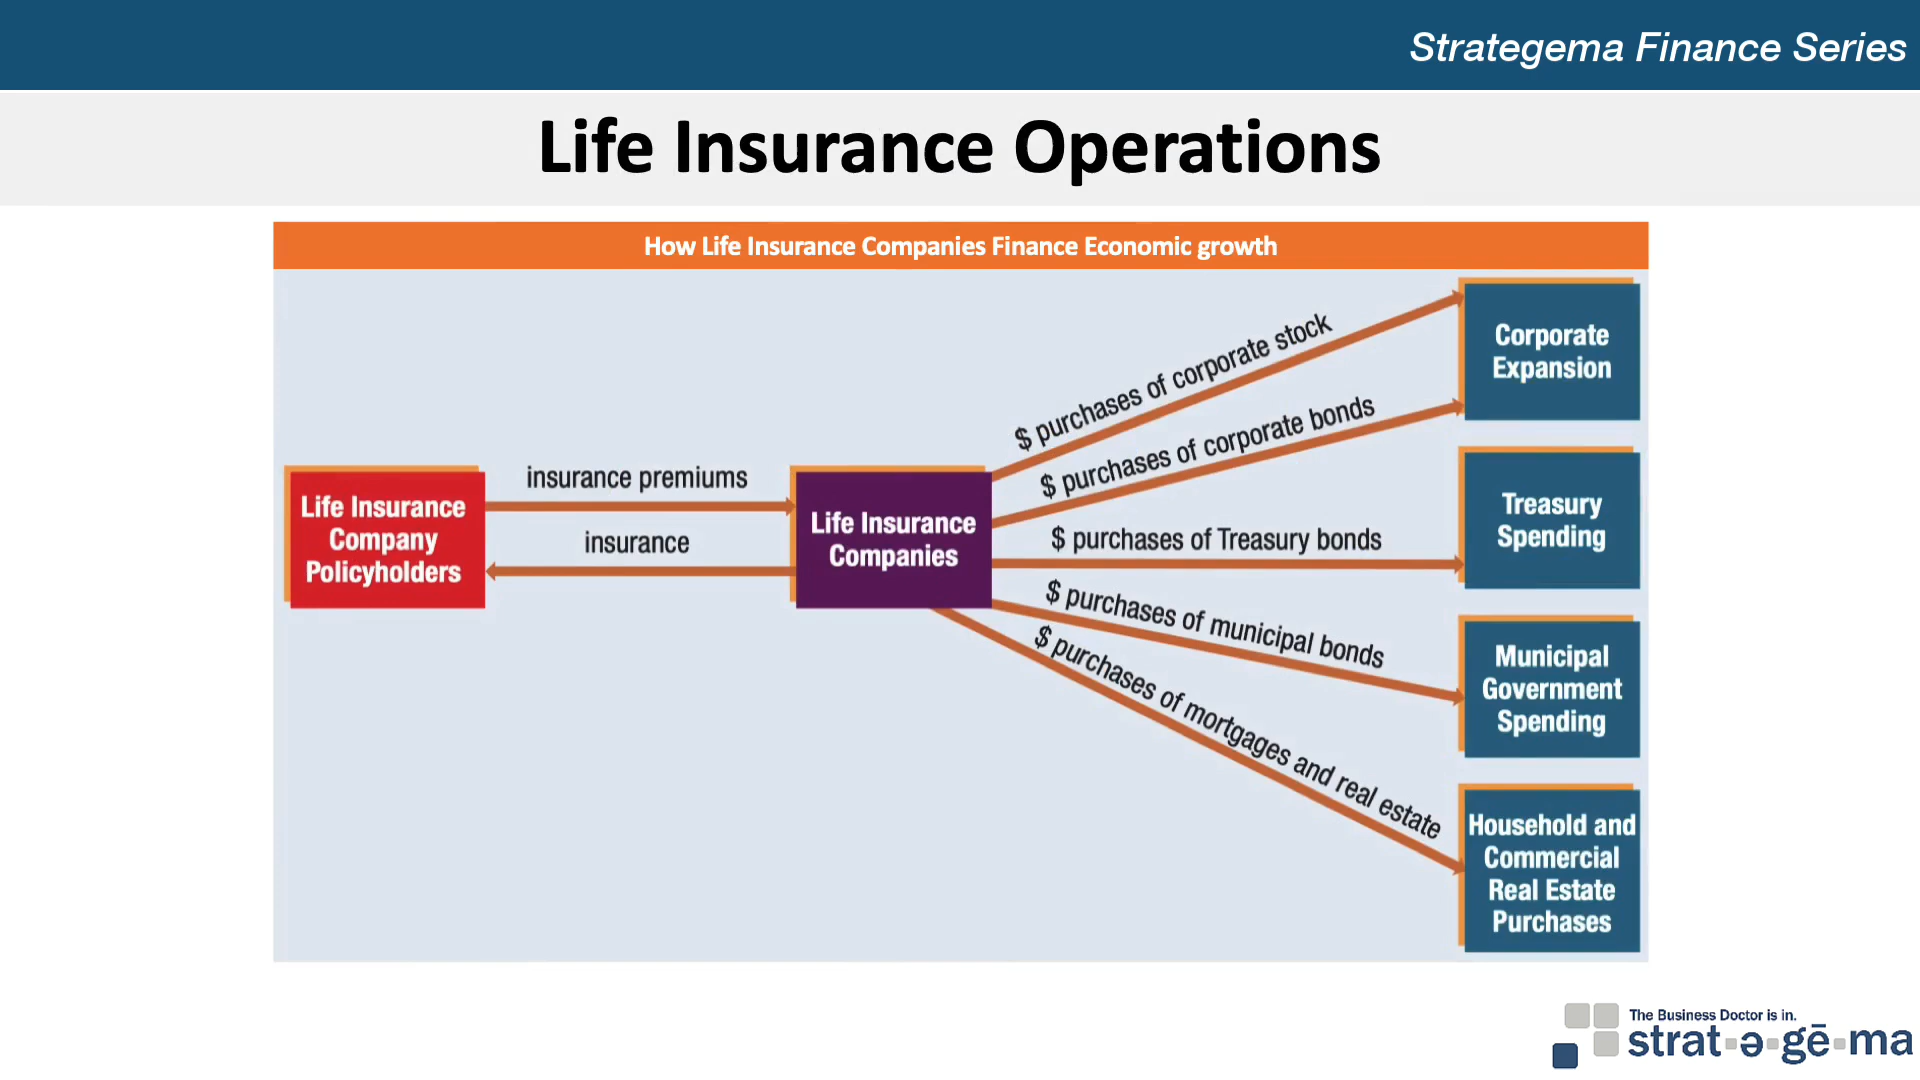 Strategema Finance Series
Life Insurance Operations
How Life Insurance Companies Finance Economic growth
Life Insurance
Company
Policyholders
insurance premiums
insurance
Life Insurance
Companies
$ purchases of corporate stock
$ purchases of corporate bonds
$ purchases of Treasury bonds
$ purchases of municipal bonds
$ purchases of mortgages and real estate
Corporate
Expansion
Treasury
Spending
Municipal
Government
Spending
Household and
Commercial
Real Estate
Purchases
The Business Doctor is in.
strat▪ə▪gē▪ma